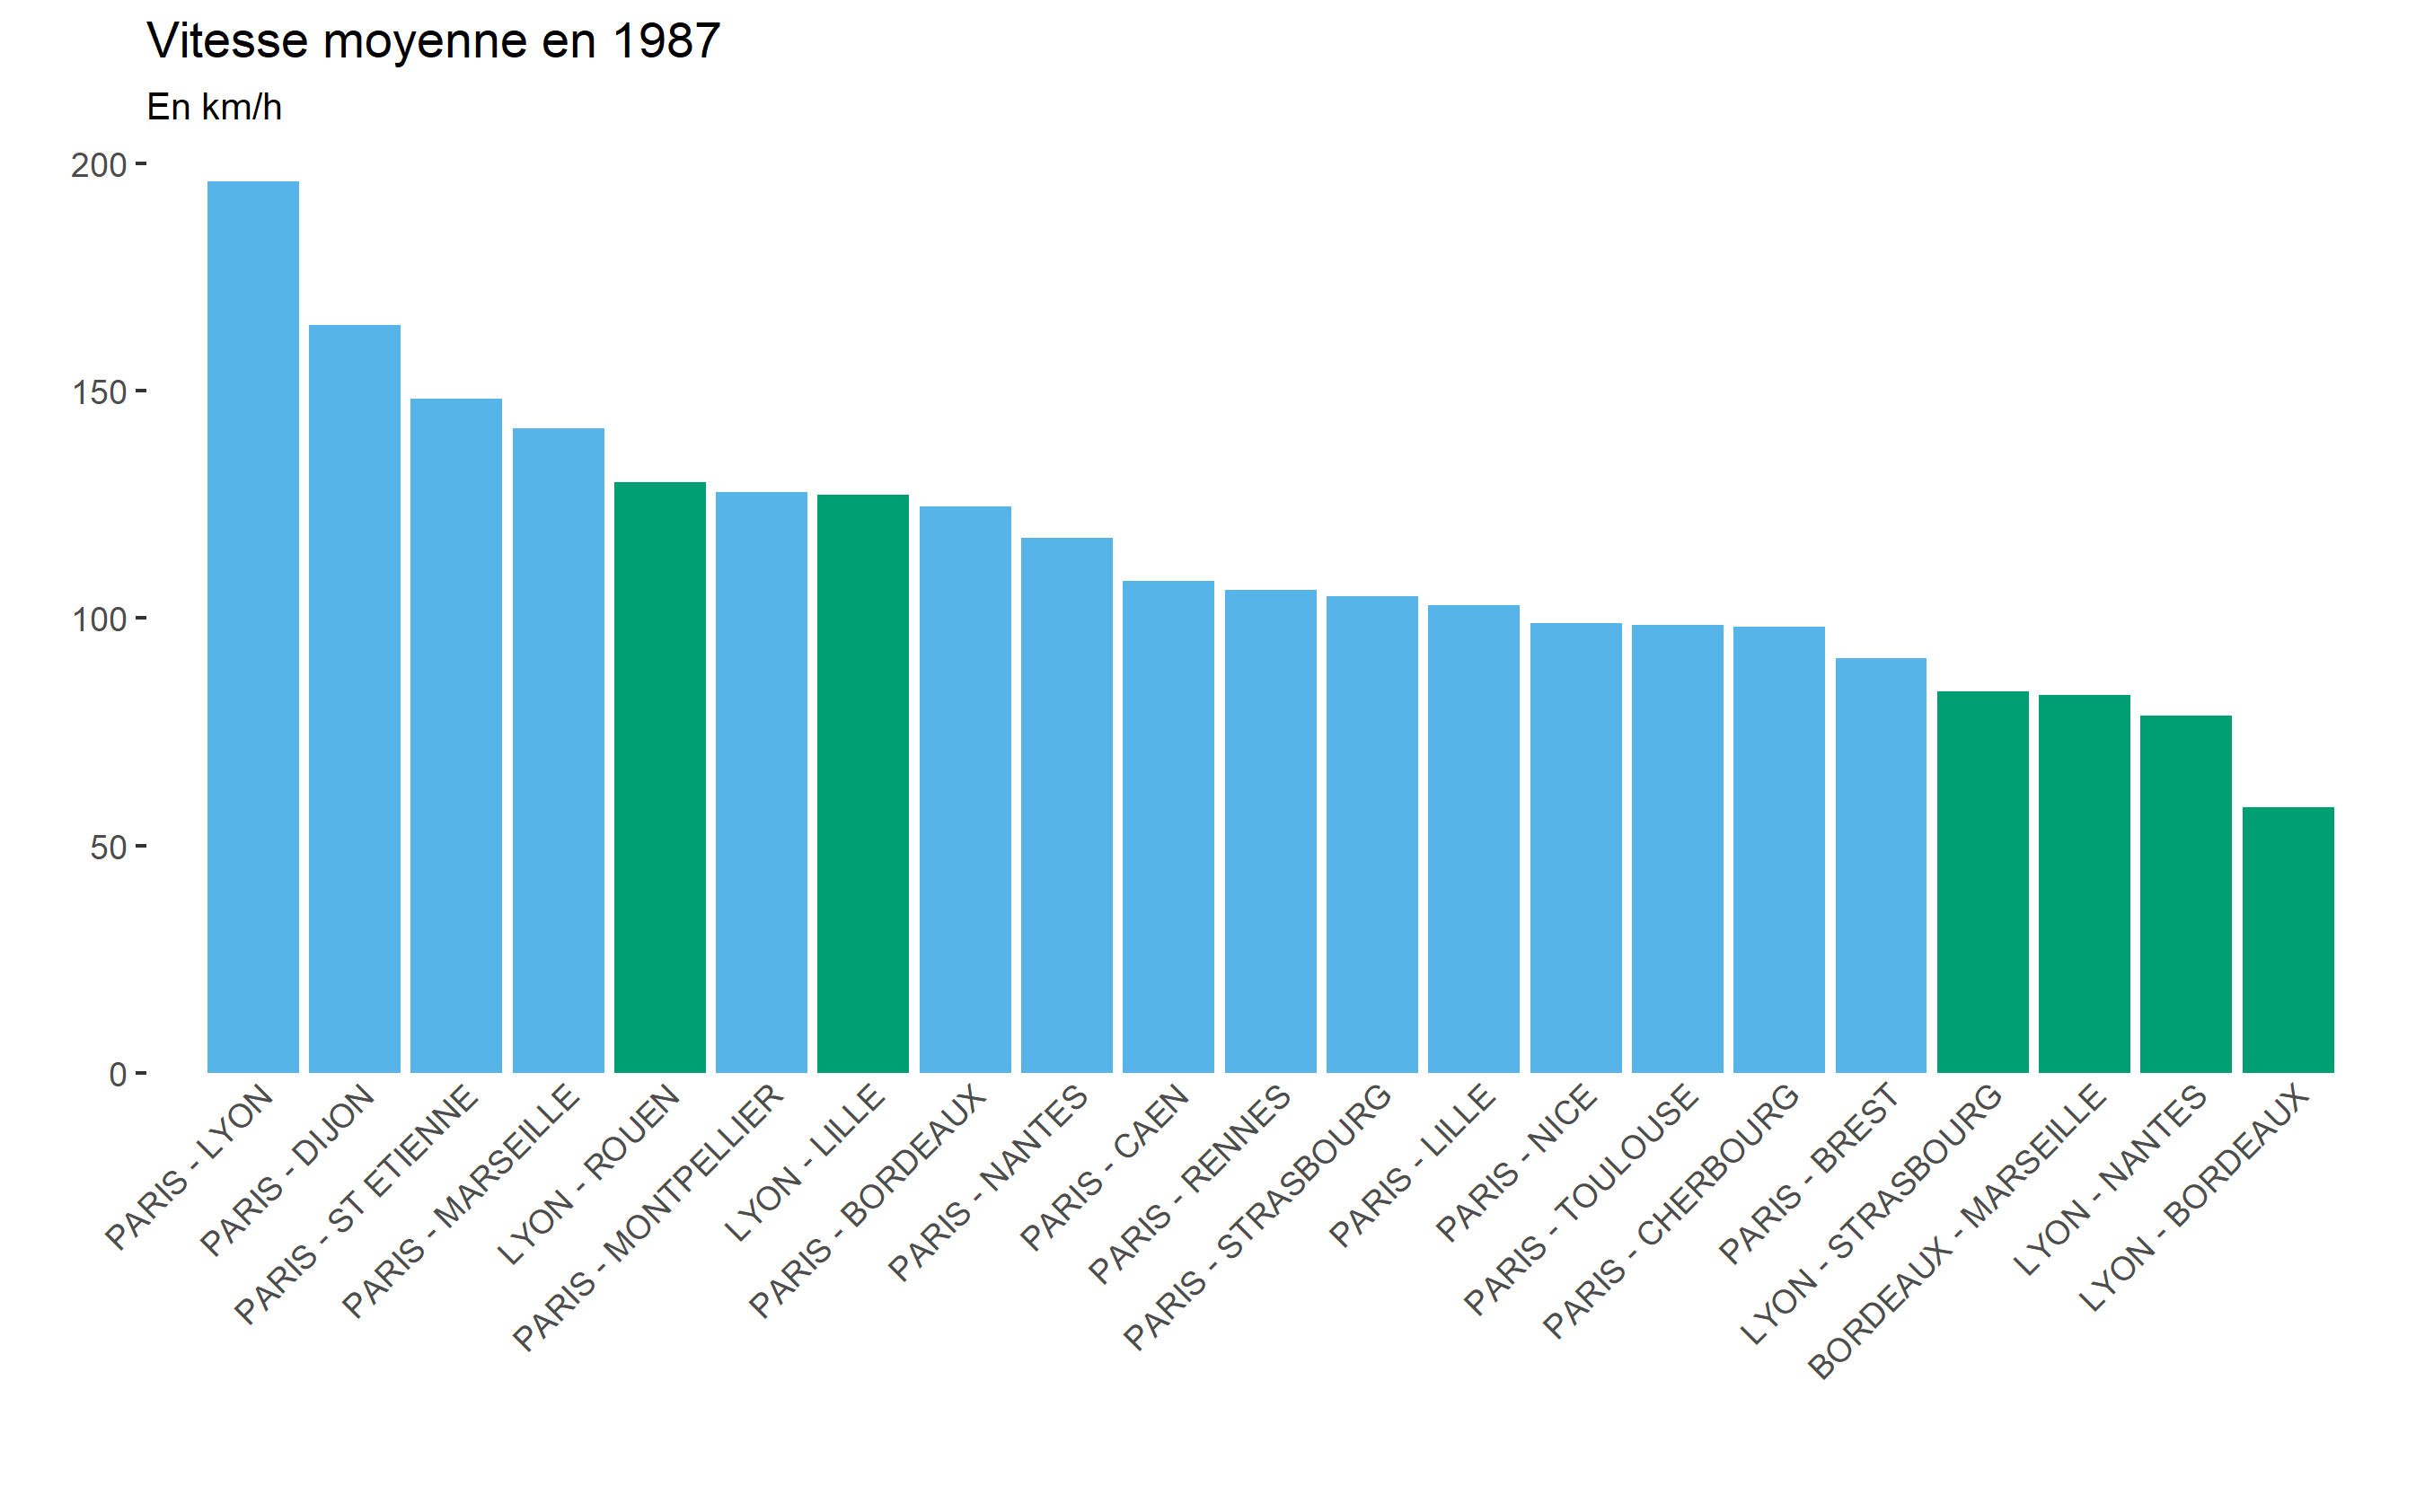 Vitesse moyenne en 1987
En km/h
200
150
100
50
0
PARIS - LYON
PARIS - DIJON
PARIS - ST ETIENNE
PARIS - MARSEILLE
LYON - ROUEN
PARIS - MONTPELLIER
LYON - LILLE
PARIS - BORDEAUX
PARIS - NANTES
PARIS - CAEN
PARIS - RENNES
PARIS - STRASBOURG
PARIS - LILLE
PARIS - NICE
PARIS - TOULOUSE
PARIS - CHERBOURG
PARIS - BREST
LYON - STRASBOURG
BORDEAUX - MARSEILLE
LYON - NANTES
LYON - BORDEAUX